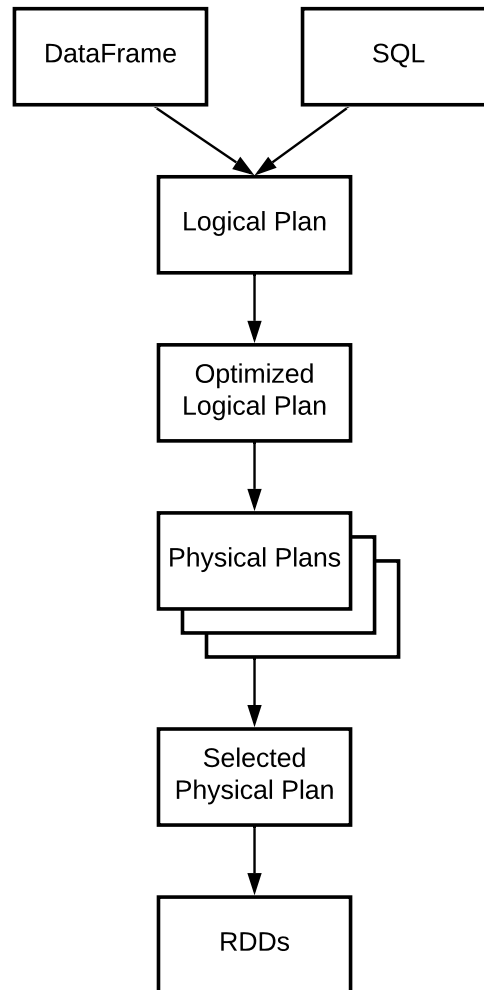 DataFrame
SQL
Logical Plan
Optimized
Logical Plan
Physical Plans
Selected
Physical Plan
RDDs